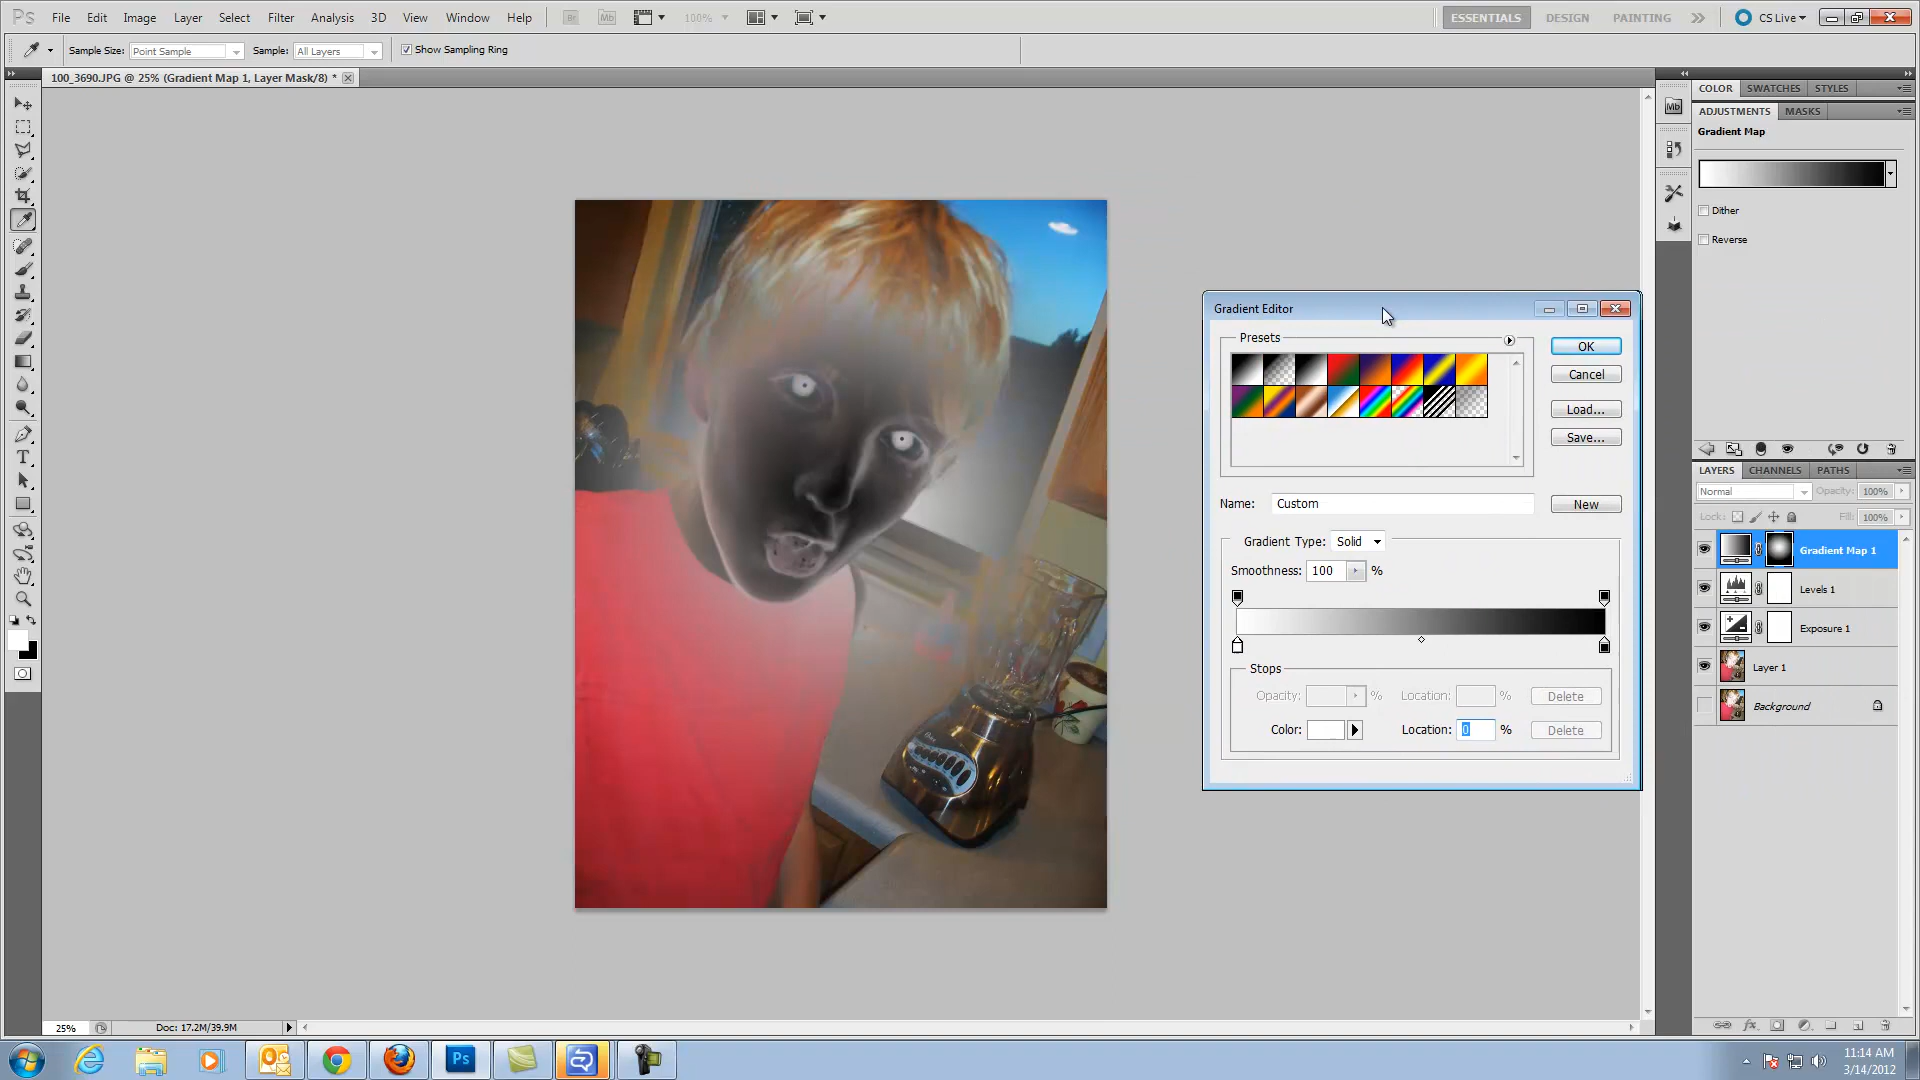 Ps File Edit Image Layer Select Filter Analysis 3D View Window Help Br Mb 100% ESSENTIALS DESIGN PAINTING CS Live
Sample Size: Point Sample Sample: All Layers Show Sampling Ring
100_3690.JPG @ 25% (Gradient Map 1, Layer Mask/8) *
COLOR SWATCHES STYLES
Mb
ADJUSTMENTS MASKS
Gradient Map
Dither
Reverse
Gradient Editor
Presets
OK
Cancel
Load...
Save...
Name: Custom New
Gradient Type: Solid
Smoothness: 100 %
Stops
Opacity: % Location: % Delete
Color: Location: 0 % Delete
LAYERS CHANNELS PATHS
Normal Opacity: 100%
Lock: Fill: 100%
Gradient Map 1
Levels 1
Exposure 1
Layer 1
Background
T
25% Doc: 17.2M/39.9M
Ps
11:14 AM
3/14/2012